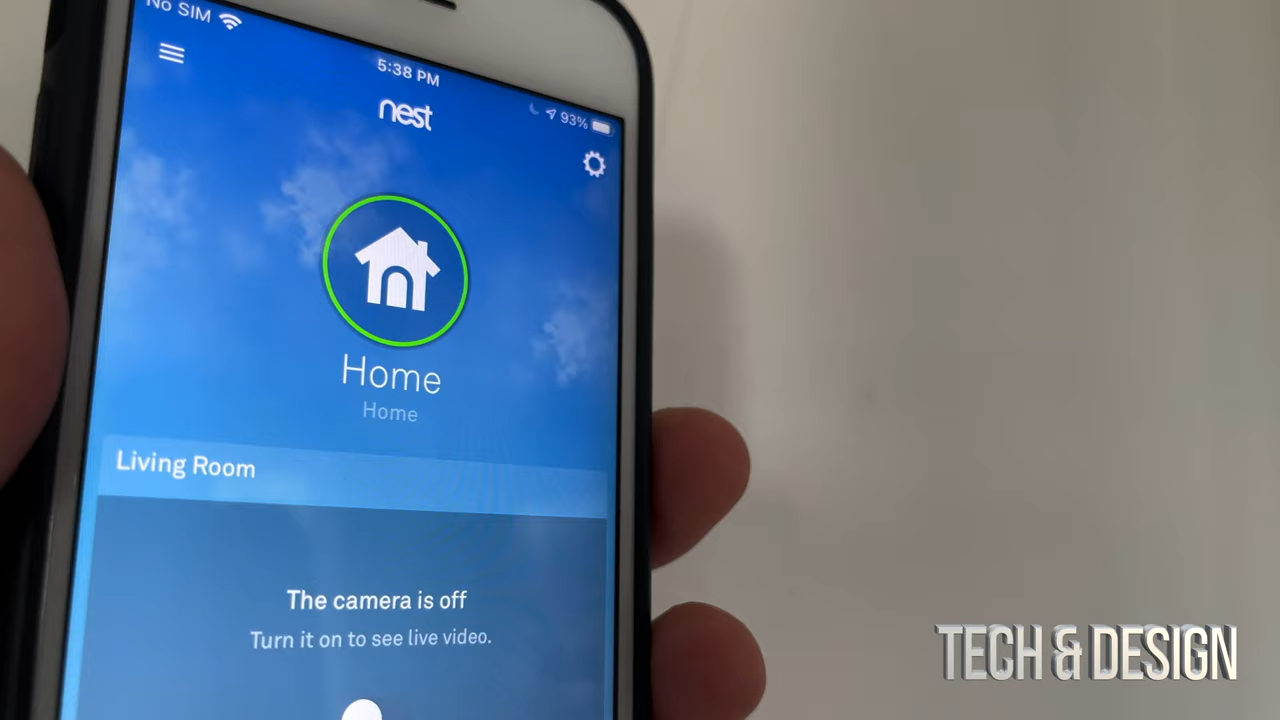 No SIM
5:38 PM
93%
nest
Home
Home
Living Room
The camera is off
Turn it on to see live video.
TECH & DESIGN